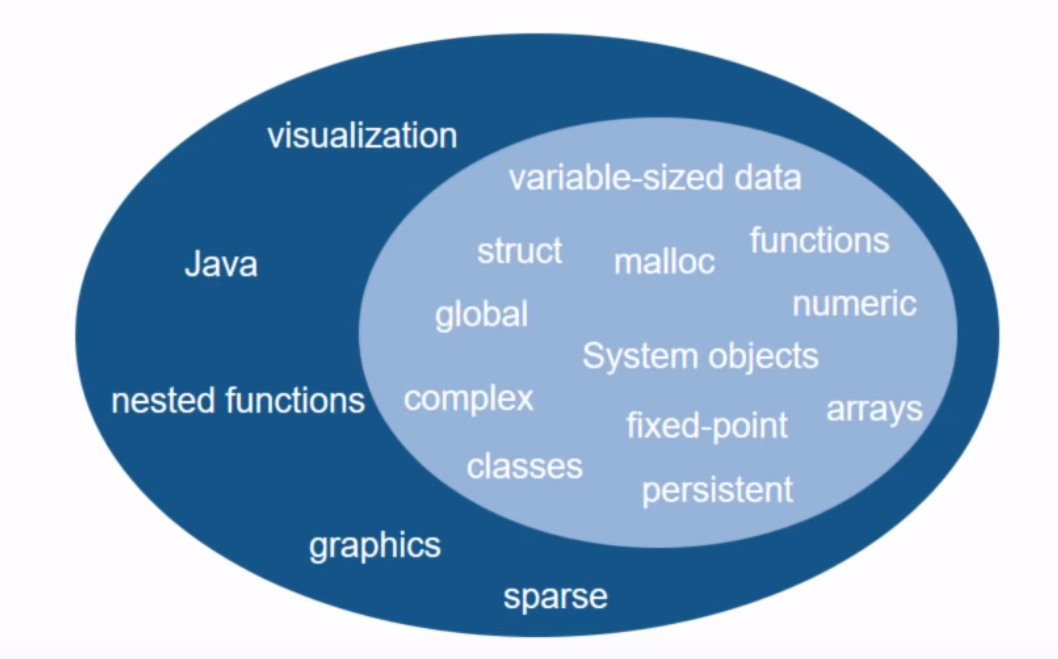 visualization
variable-sized data
functions
struct
malloc
Java
numeric
global
System objects
nested functions
complex
arrays
fixed-point
classes
persistent
graphics
sparse